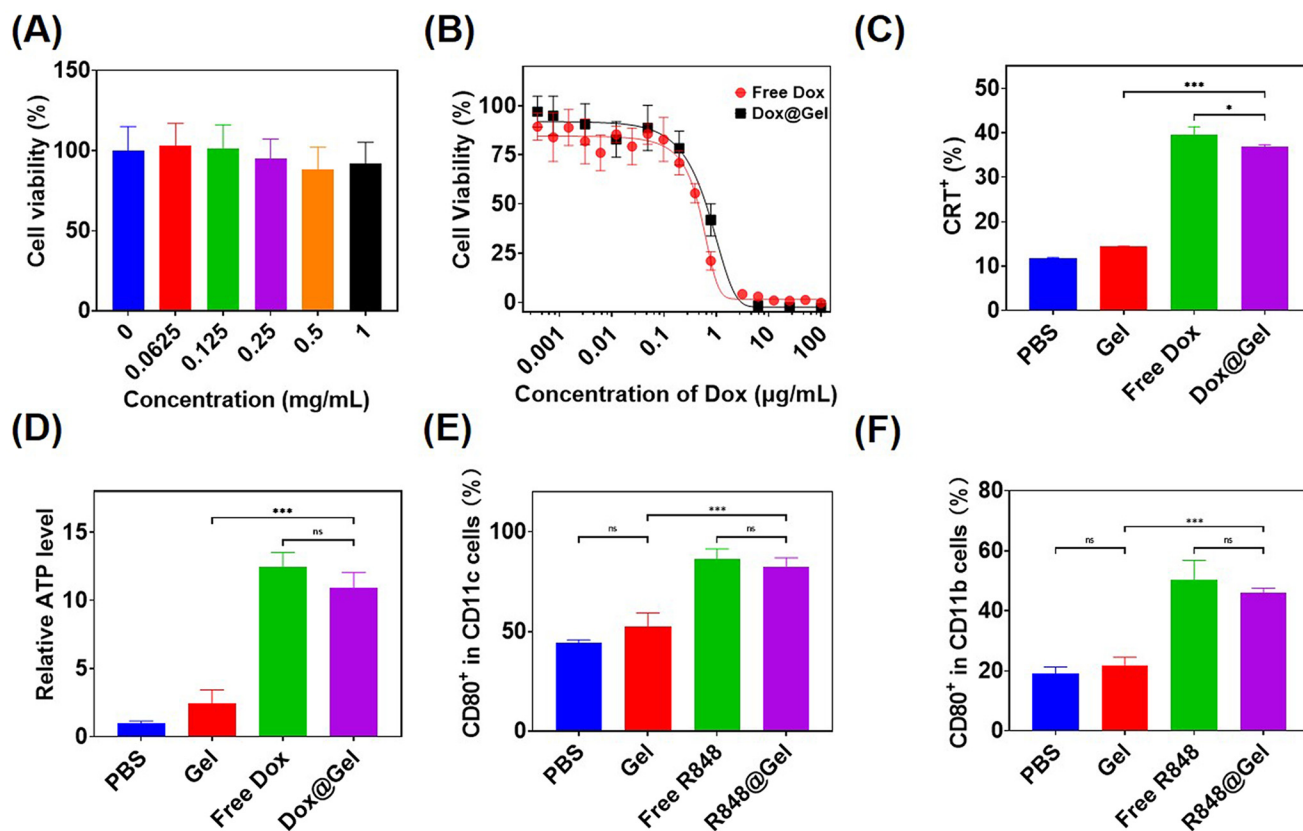 (A)
Cell viability (%)
150
100
50
0
0
0.0625
0.125
0.25
0.5
1
Concentration (mg/mL)
(B)
Cell Viability (%)
100
75
50
25
0
Free Dox
Dox@Gel
0.001
0.01
0.1
1
10
100
Concentration of Dox (µg/mL)
(C)
CRT+ (%)
50
40
30
20
10
0
***
*
PBS
Gel
Free Dox
Dox@Gel
(D)
Relative ATP level
15
10
5
0
***
ns
PBS
Gel
Free Dox
Dox@Gel
(E)
CD80+ in CD11c cells (%)
100
50
0
ns
***
ns
PBS
Gel
Free R848
R848@Gel
(F)
CD80+ in CD11b cells (%)
80
60
40
20
0
ns
***
ns
PBS
Gel
Free R848
R848@Gel